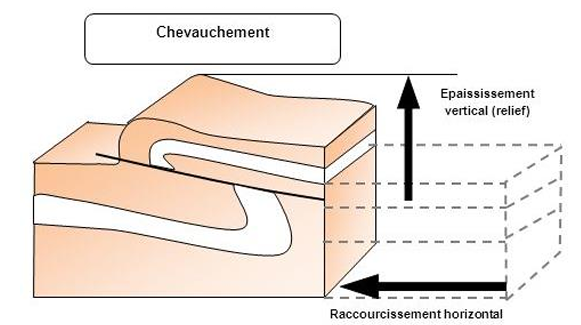 Chevauchement
Epaississement
vertical (relief)
Raccourcissement horizontal